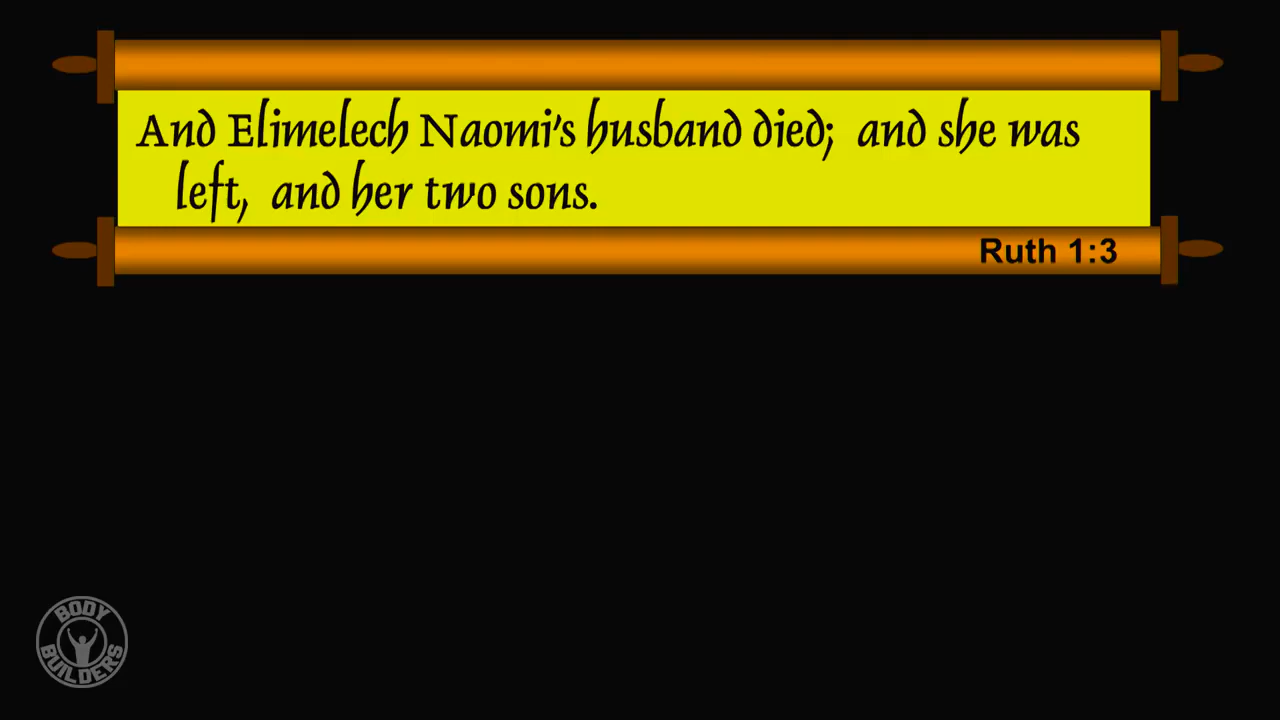 And Elimelech Naomi's husband died; and she was
left, and her two sons.
Ruth 1:3
BODY
BUILDERS